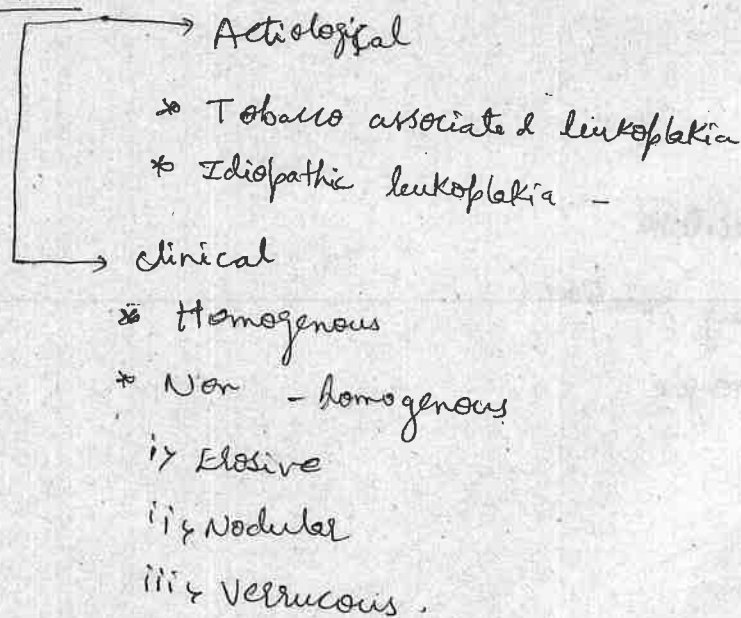 Aetiological
* Tobacco associated leukoplakia
* Idiopathic leukoplakia -
clinical
* Homogenous
* Non - homogenous
i> Erosive
ii> Nodular
iii> Verrucous.